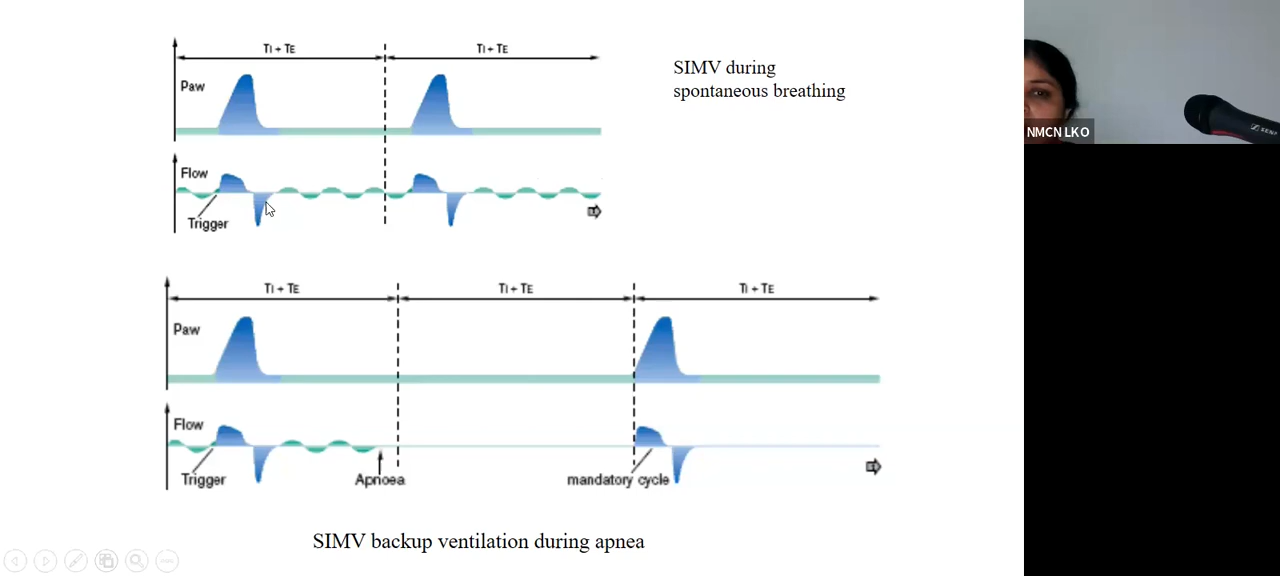 TI + TE TI + TE
Paw
SIMV during
spontaneous breathing
Flow
Trigger
TI + TE TI + TE TI + TE
Paw
Flow
Trigger Apnoea mandatory cycle
SIMV backup ventilation during apnea
NMCN LKO